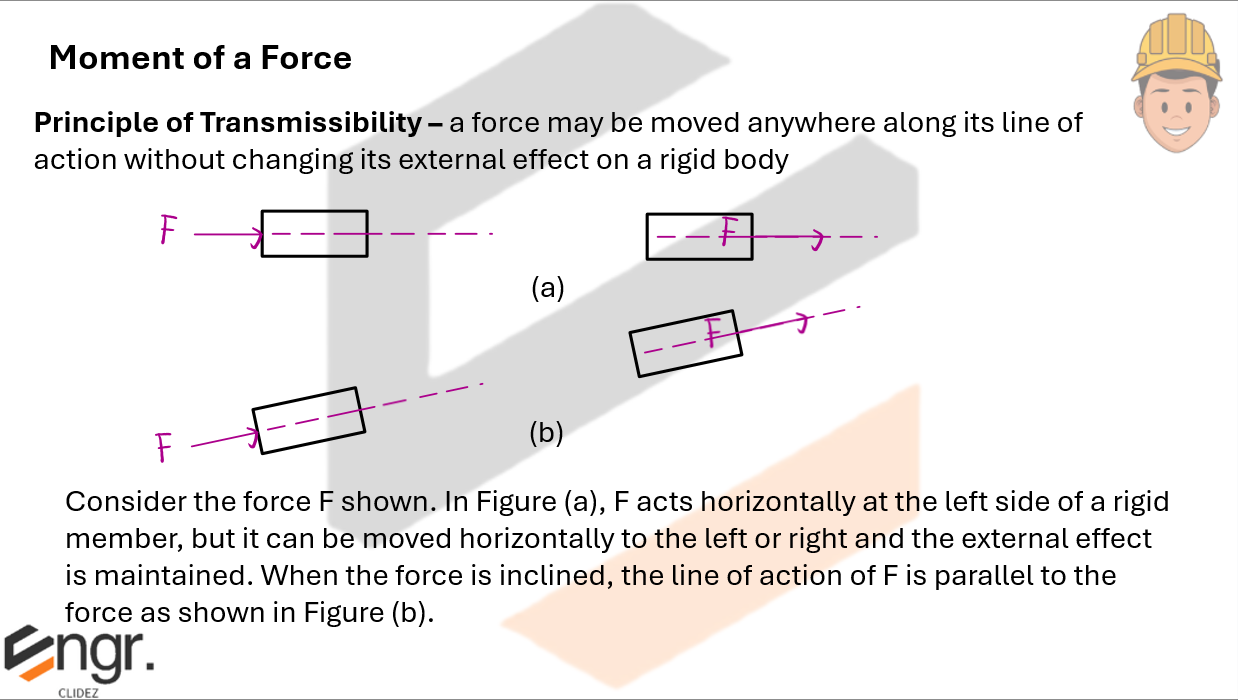 Moment of a Force
Principle of Transmissibility – a force may be moved anywhere along its line of
action without changing its external effect on a rigid body
F
F
(a)
F
F
(b)
Consider the force F shown. In Figure (a), F acts horizontally at the left side of a rigid
member, but it can be moved horizontally to the left or right and the external effect
is maintained. When the force is inclined, the line of action of F is parallel to the
force as shown in Figure (b).
Engr.
CLIDEZ